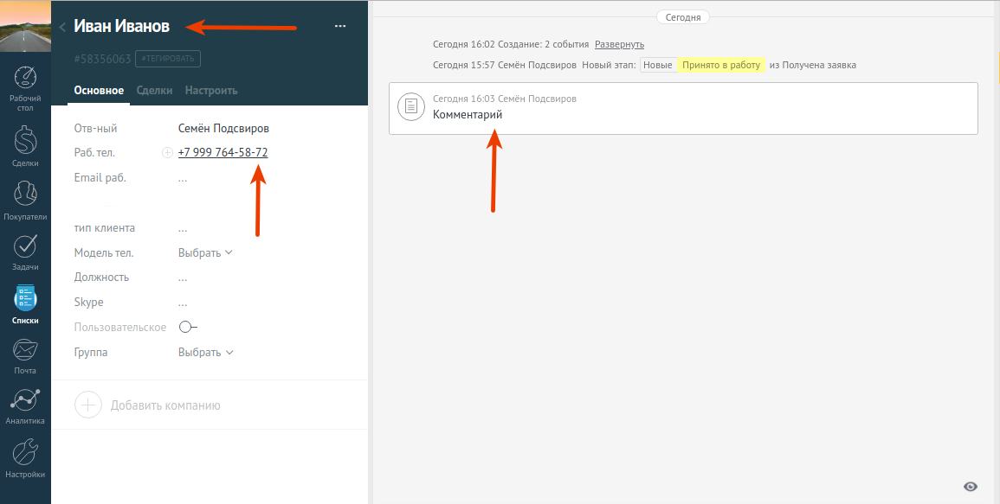 Рабочий
стол
Сделки
Покупатели
Задачи
Списки
Почта
Аналитика
Настройки
Иван Иванов
#58356063 #ТЕГИРОВАТЬ
Основное Сделки Настроить
Отв-ный Семён Подсвиров
Раб. тел. +7 999 764-58-72
Email раб. ...
тип клиента ...
Модель тел. Выбрать
Должность ...
Skype ...
Пользовательское
Группа Выбрать
Добавить компанию
Сегодня
Сегодня 16:02 Создание: 2 события Развернуть
Сегодня 15:57 Семён Подсвиров Новый этап: Новые Принято в работу из Получена заявка
Сегодня 16:03 Семён Подсвиров
Комментарий